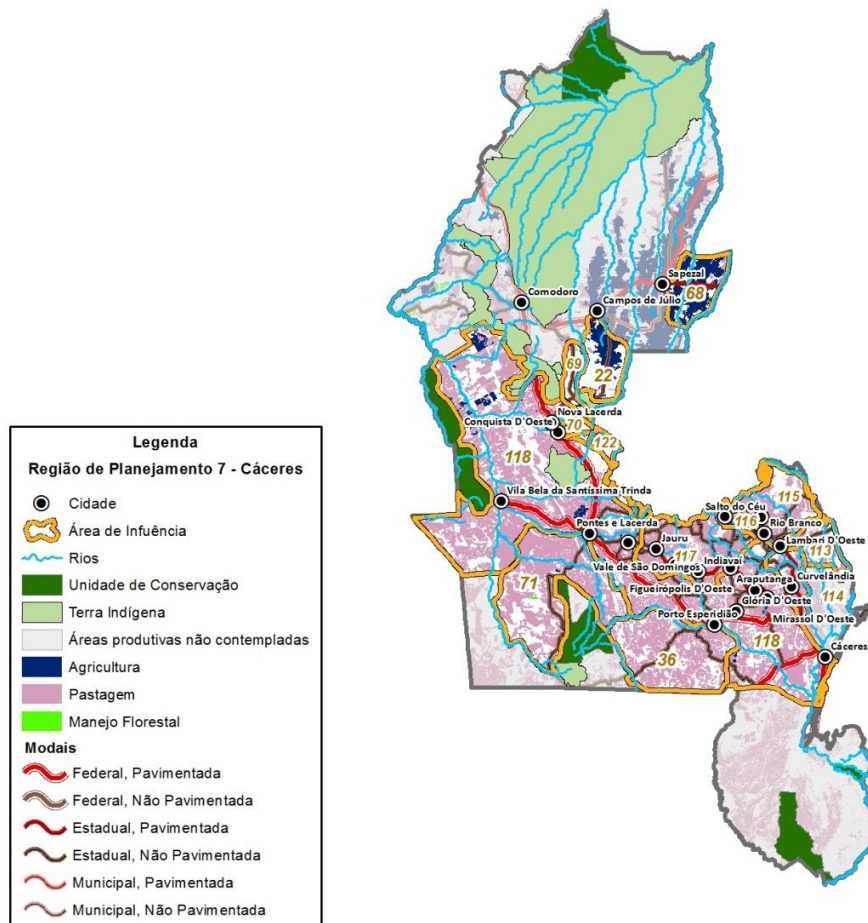 Sapezal
68
Comodoro
Campos de Júlio
69
22
Nova Lacerda
Conquista D'Oeste
70
122
118
Vila Bela da Santíssima Trinda
Salto do Céu
115
116
Rio Branco
Pontes e Lacerda
Jauru
Lambari D'Oeste
117
113
Vale de São Domingos
Indiavaí
Curvelândia
71
Araputanga
Figueirópolis D'Oeste
Glória D'Oeste
114
Porto Esperidião
Mirassol D'Oeste
118
36
Cáceres
Legenda
Região de Planejamento 7 - Cáceres
Cidade
Área de Infuência
Rios
Unidade de Conservação
Terra Indígena
Áreas produtivas não contempladas
Agricultura
Pastagem
Manejo Florestal
Modais
Federal, Pavimentada
Federal, Não Pavimentada
Estadual, Pavimentada
Estadual, Não Pavimentada
Municipal, Pavimentada
Municipal, Não Pavimentada